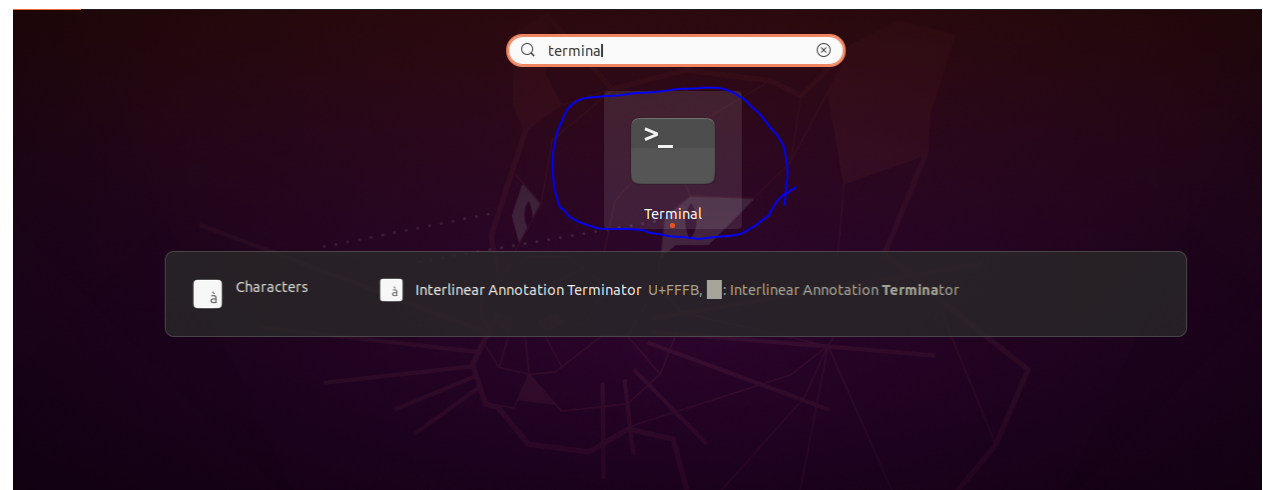 terminal
>_
Terminal
à
Characters
à
Interlinear Annotation Terminator U+FFFB, : Interlinear Annotation Terminator